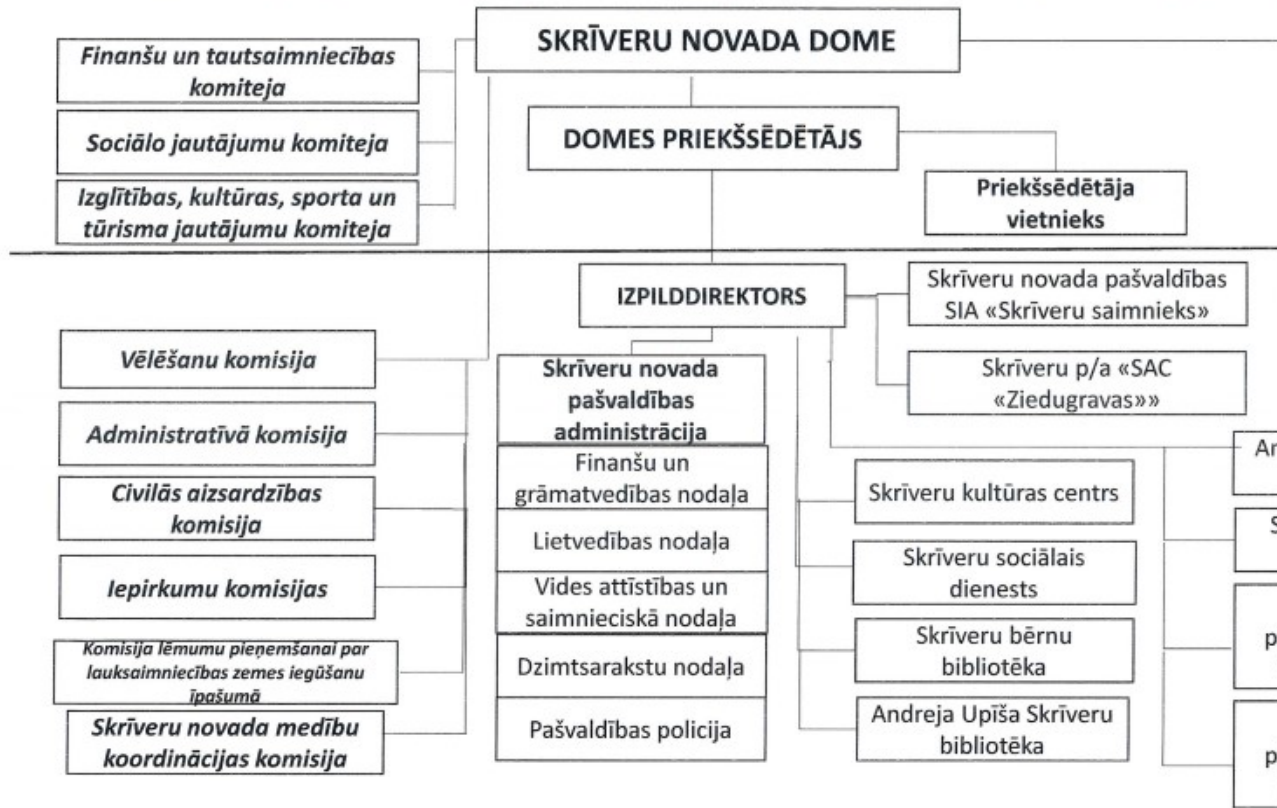 SKRĪVERU NOVADA DOME
Finanšu un tautsaimniecības
komiteja
Sociālo jautājumu komiteja
Izglītības, kultūras, sporta un
tūrisma jautājumu komiteja
DOMES PRIEKŠSĒDĒTĀJS
Priekšsēdētāja
vietnieks
IZPILDDIREKTORS
Skrīveru novada pašvaldības
SIA «Skrīveru saimnieks»
Skrīveru p/a «SAC
«Ziedugravas»»
Vēlēšanu komisija
Administratīvā komisija
Civilās aizsardzības
komisija
Iepirkumu komisijas
Komisija lēmumu pieņemšanai par
lauksaimniecības zemes iegūšanu
īpašumā
Skrīveru novada medību
koordinācijas komisija
Skrīveru novada
pašvaldības
administrācija
Finanšu un
grāmatvedības nodaļa
Lietvedības nodaļa
Vides attīstības un
saimnieciskā nodaļa
Dzimtsarakstu nodaļa
Pašvaldības policija
Skrīveru kultūras centrs
Skrīveru sociālais
dienests
Skrīveru bērnu
bibliotēka
Andreja Upīša Skrīveru
bibliotēka